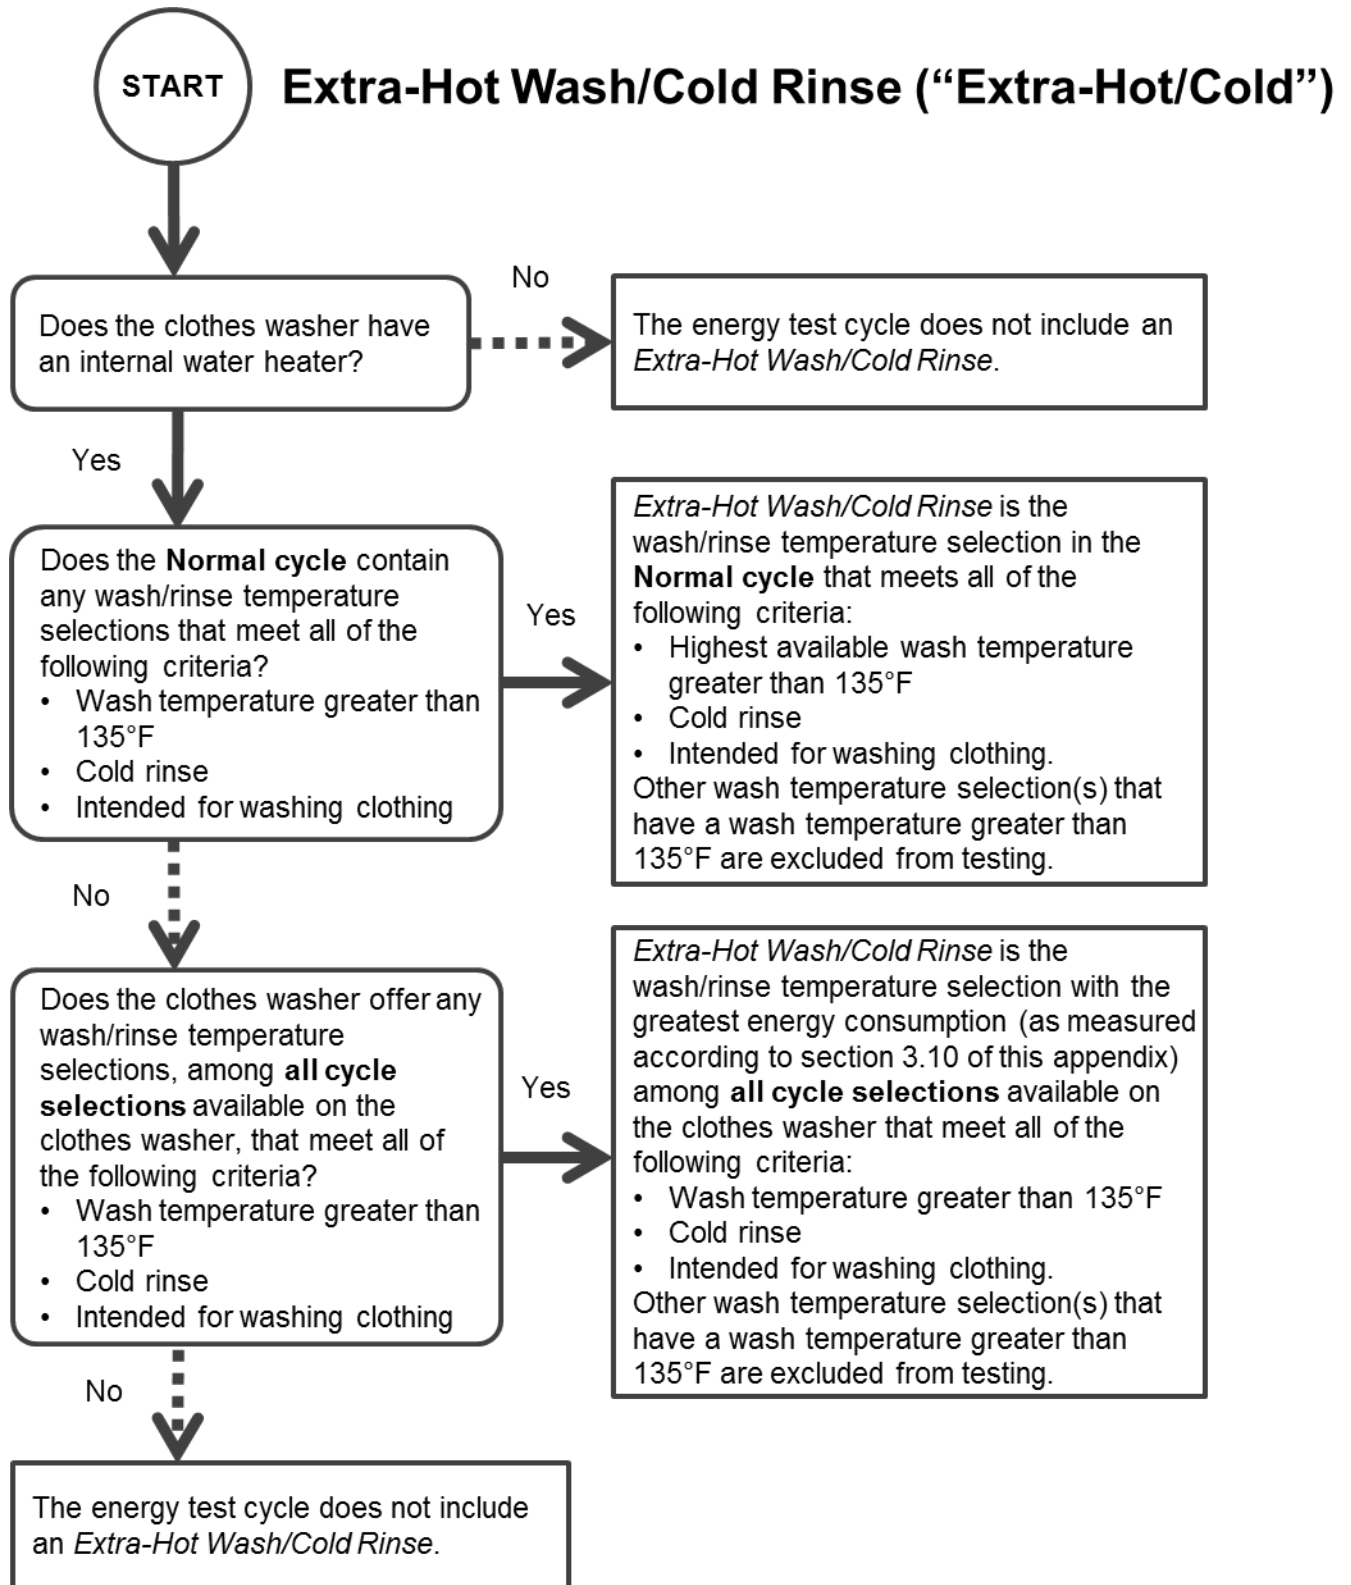 START
Extra-Hot Wash/Cold Rinse (“Extra-Hot/Cold”)
Does the clothes washer have
an internal water heater?
No
The energy test cycle does not include an
Extra-Hot Wash/Cold Rinse.
Yes
Does the Normal cycle contain
any wash/rinse temperature
selections that meet all of the
following criteria?
• Wash temperature greater than
135°F
• Cold rinse
• Intended for washing clothing
Yes
Extra-Hot Wash/Cold Rinse is the
wash/rinse temperature selection in the
Normal cycle that meets all of the
following criteria:
• Highest available wash temperature
greater than 135°F
• Cold rinse
• Intended for washing clothing.
Other wash temperature selection(s) that
have a wash temperature greater than
135°F are excluded from testing.
No
Does the clothes washer offer any
wash/rinse temperature
selections, among all cycle
selections available on the
clothes washer, that meet all of
the following criteria?
• Wash temperature greater than
135°F
• Cold rinse
• Intended for washing clothing
Yes
Extra-Hot Wash/Cold Rinse is the
wash/rinse temperature selection with the
greatest energy consumption (as measured
according to section 3.10 of this appendix)
among all cycle selections available on
the clothes washer that meet all of the
following criteria:
• Wash temperature greater than 135°F
• Cold rinse
• Intended for washing clothing.
Other wash temperature selection(s) that
have a wash temperature greater than
135°F are excluded from testing.
No
The energy test cycle does not include
an Extra-Hot Wash/Cold Rinse.